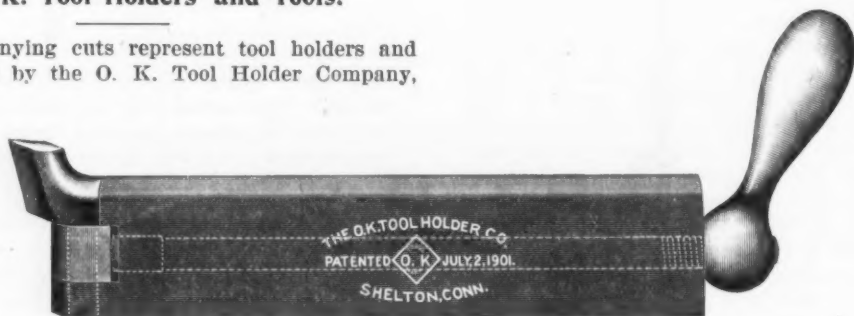 K. Tool Holders and Tools.
nying cuts represent tool holders and
by the O. K. Tool Holder Company,
THE O.K. TOOL HOLDER CO.
PATENTED O. K JULY, 2, 1901.
SHELTON, CONN.